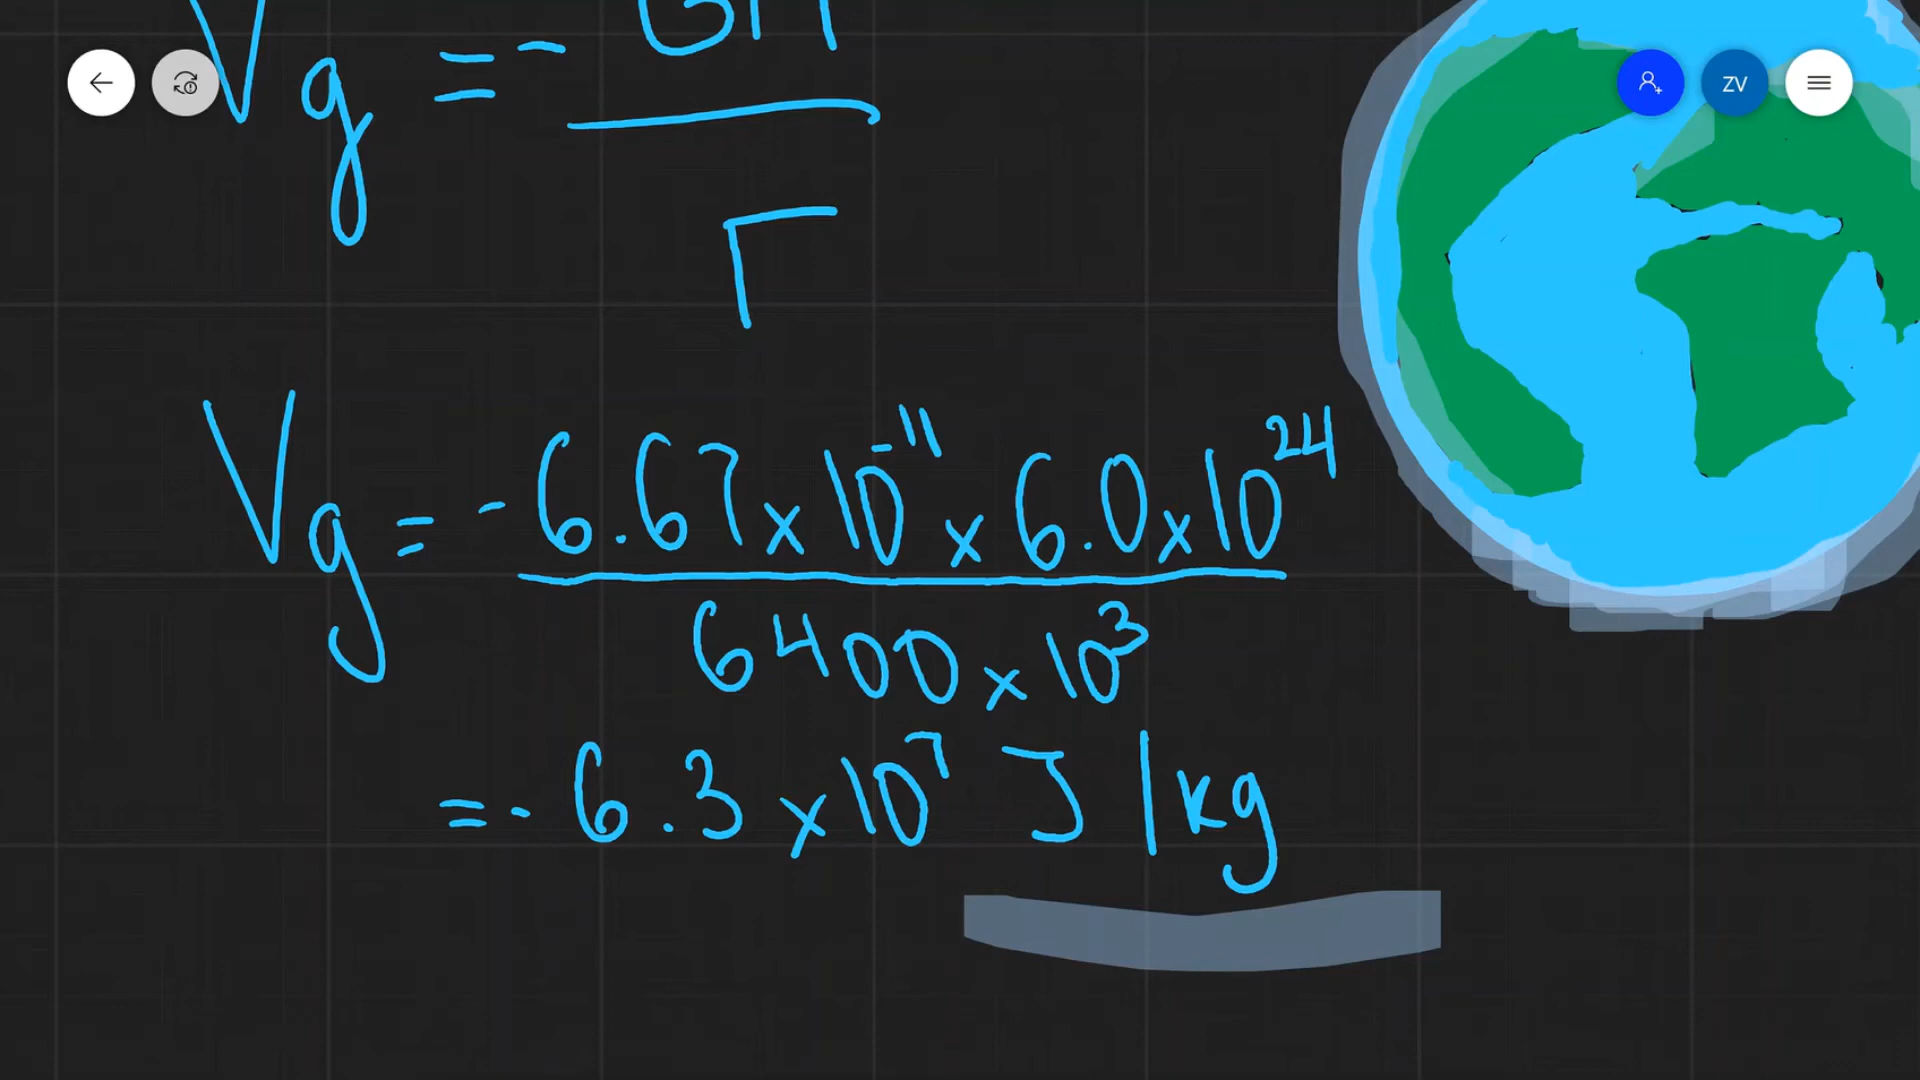 Vg = - GM
r
ZV
Vg = - 6.67 x 10⁻¹¹ x 6.0 x 10²⁴
6400 x 10³
= - 6.3 x 10⁷ J/kg